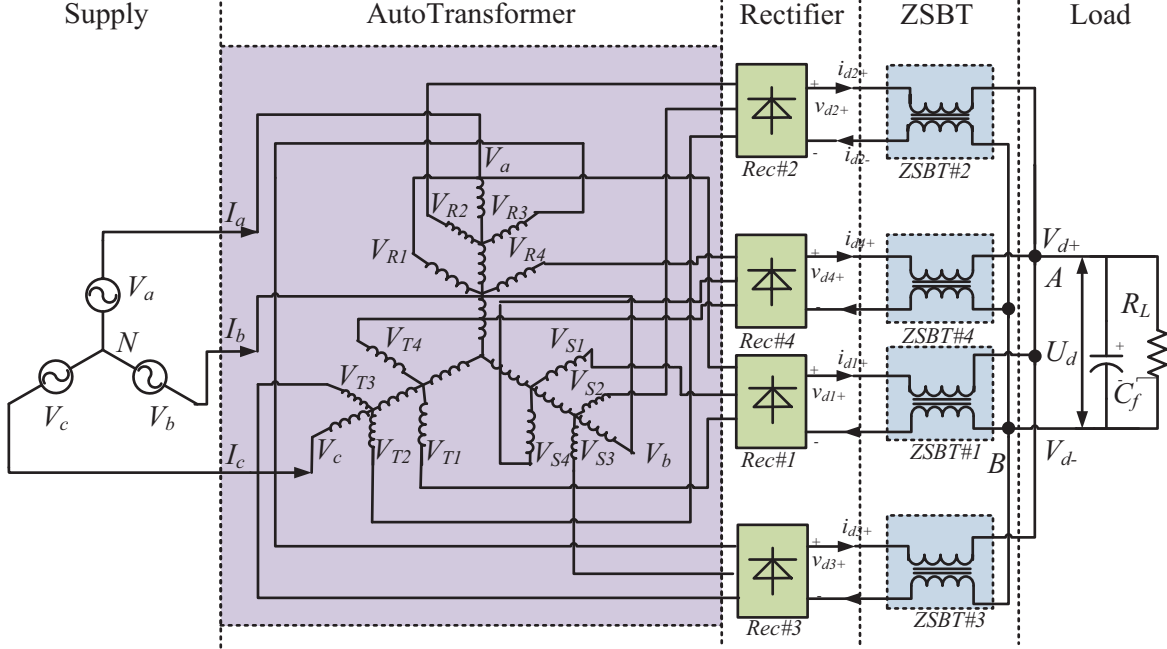 Supply
AutoTransformer
Rectifier
ZSBT
Load
I_a
V_a
N
V_c
V_b
I_b
I_c
V_a
V_R2
V_R3
V_R1
V_R4
V_T4
V_T3
V_c
V_T2
V_T1
V_S1
V_S2
V_S4
V_S3
V_b
+
-
Rec#2
i_d2+
v_d2+
i_d2-
ZSBT#2
+
-
Rec#4
i_d4+
v_d4+
ZSBT#4
+
-
Rec#1
i_d1+
v_d1+
ZSBT#1
+
-
Rec#3
i_d3+
v_d3+
ZSBT#3
V_d+
A
R_L
U_d
+
-
C_f
B
V_d-